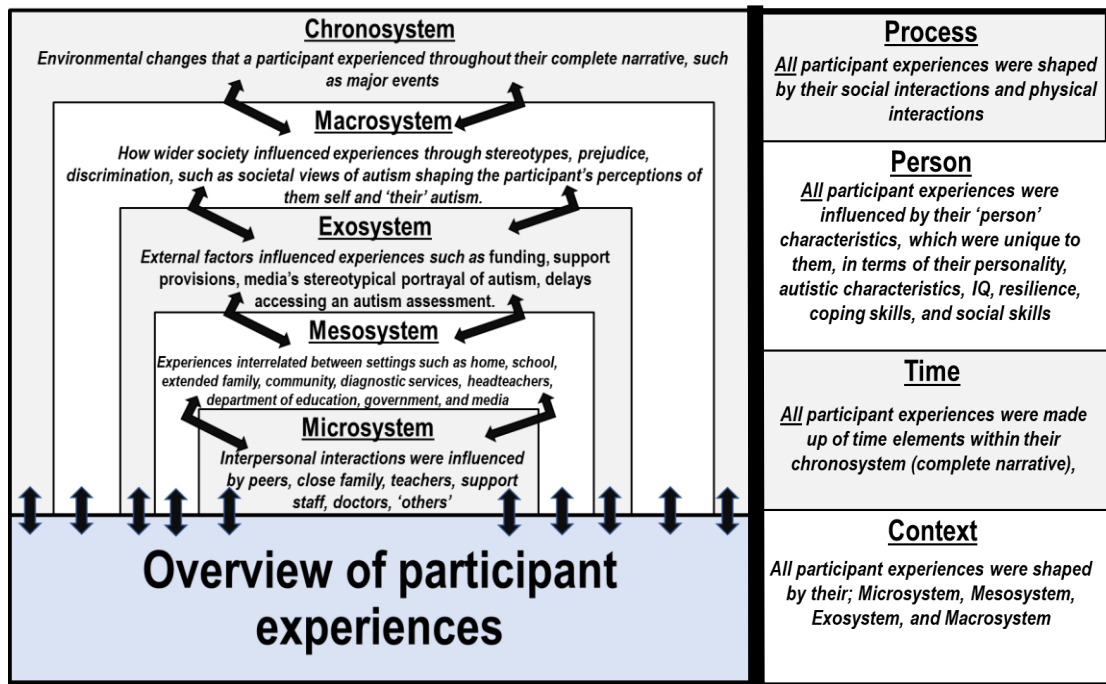 Chronosystem
Environmental changes that a participant experienced throughout their complete narrative, such
as major events
Macrosystem
How wider society influenced experiences through stereotypes, prejudice,
discrimination, such as societal views of autism shaping the participant's perceptions of
them self and 'their' autism.
Exosystem
External factors influenced experiences such as funding, support
provisions, media's stereotypical portrayal of autism, delays
accessing an autism assessment.
Mesosystem
Experiences interrelated between settings such as home, school,
extended family, community, diagnostic services, headteachers,
department of education, government, and media
Microsystem
Interpersonal interactions were influenced
by peers, close family, teachers, support
staff, doctors, 'others'
Overview of participant
experiences
Process
All participant experiences were shaped
by their social interactions and physical
interactions
Person
All participant experiences were
influenced by their 'person'
characteristics, which were unique to
them, in terms of their personality,
autistic characteristics, IQ, resilience,
coping skills, and social skills
Time
All participant experiences were made
up of time elements within their
chronosystem (complete narrative),
Context
All participant experiences were shaped
by their; Microsystem, Mesosystem,
Exosystem, and Macrosystem